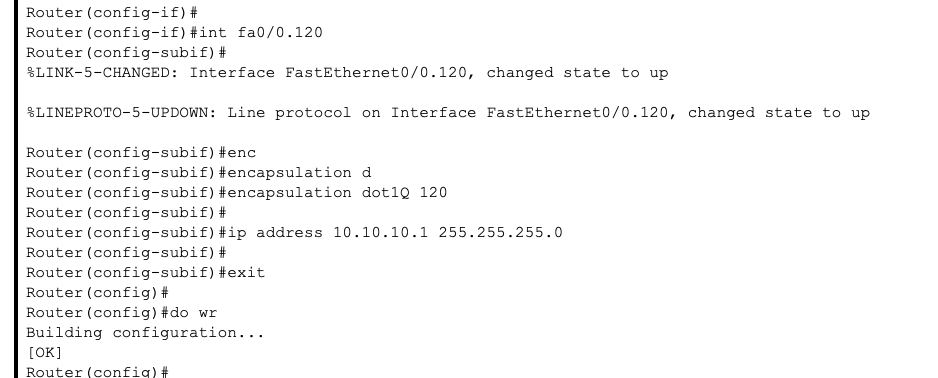 Router(config-if)#
Router(config-if)#int fa0/0.120
Router(config-subif)#
%LINK-5-CHANGED: Interface FastEthernet0/0.120, changed state to up
%LINEPROTO-5-UPDOWN: Line protocol on Interface FastEthernet0/0.120, changed state to up
Router(config-subif)#enc
Router(config-subif)#encapsulation d
Router(config-subif)#encapsulation dot1Q 120
Router(config-subif)#
Router(config-subif)#ip address 10.10.10.1 255.255.255.0
Router(config-subif)#
Router(config-subif)#exit
Router(config)#
Router(config)#do wr
Building configuration...
[OK]
Router(config)#